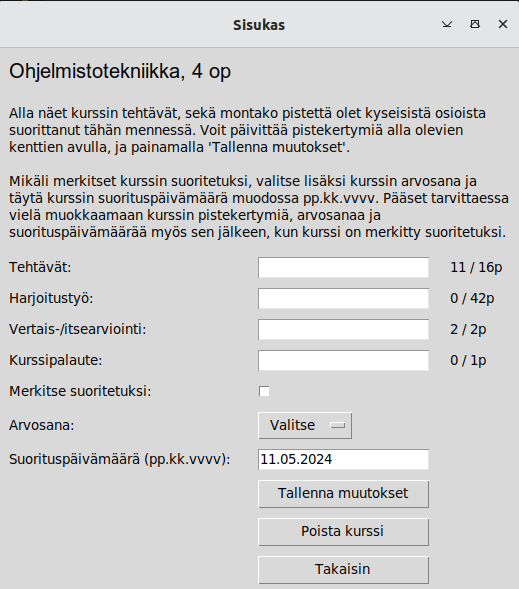 Sisukas
Ohjelmistotekniikka, 4 op
Alla näet kurssin tehtävät, sekä montako pistettä olet kyseisistä osioista
suorittanut tähän mennessä. Voit päivittää pistekertymiä alla olevien
kenttien avulla, ja painamalla 'Tallenna muutokset'.
Mikäli merkitset kurssin suoritetuksi, valitse lisäksi kurssin arvosana ja
täytä kurssin suorituspäivämäärä muodossa pp.kk.vvvv. Pääset tarvittaessa
vielä muokkaamaan kurssin pistekertymiä, arvosanaa ja
suorituspäivämäärää myös sen jälkeen, kun kurssi on merkitty suoritetuksi.
Tehtävät: 11 / 16p
Harjoitustyö: 0 / 42p
Vertais-/itsearviointi: 2 / 2p
Kurssipalaute: 0 / 1p
Merkitse suoritetuksi:
Arvosana: Valitse
Suorituspäivämäärä (pp.kk.vvvv): 11.05.2024
Tallenna muutokset
Poista kurssi
Takaisin